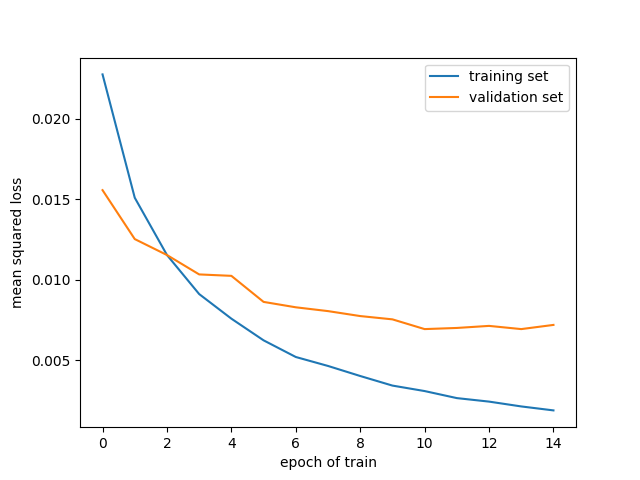 training set
validation set
mean squared loss
0.020
0.015
0.010
0.005
0 2 4 6 8 10 12 14
epoch of train